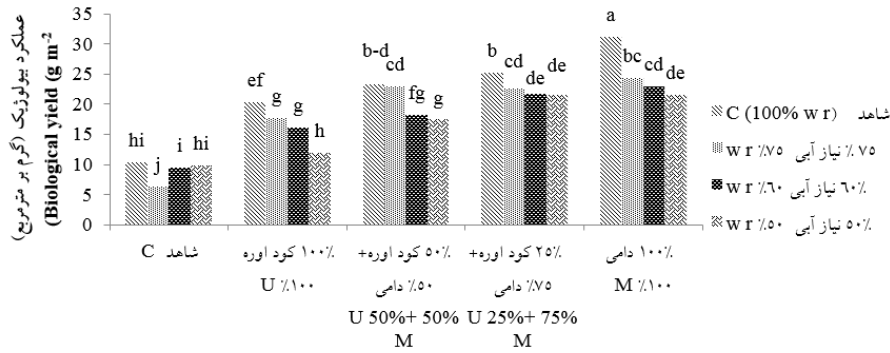 عملکرد بیولوژیک (گرم بر مترمربع)
(Biological yield (g m-2
35
30
25
20
15
10
5
0
hi
j
i
hi
ef
g
g
h
b-d
cd
fg
g
b
cd
de
de
a
bc
cd
de
شاهد C
۱۰۰٪ کود اوره
U ٪۱۰۰
۵۰٪ کود اوره+
۵۰٪ دامی
U 50%+ 50%
M
۲۵٪ کود اوره+
۷۵٪ دامی
U 25%+ 75%
M
۱۰۰٪ دامی
M ٪۱۰۰
C (100% w r) شاهد
w r ٪۷۵ نیاز آبی ٪۷۵
w r ٪۶۰ نیاز آبی ۶۰٪
w r ٪۵۰ نیاز آبی ۵۰٪